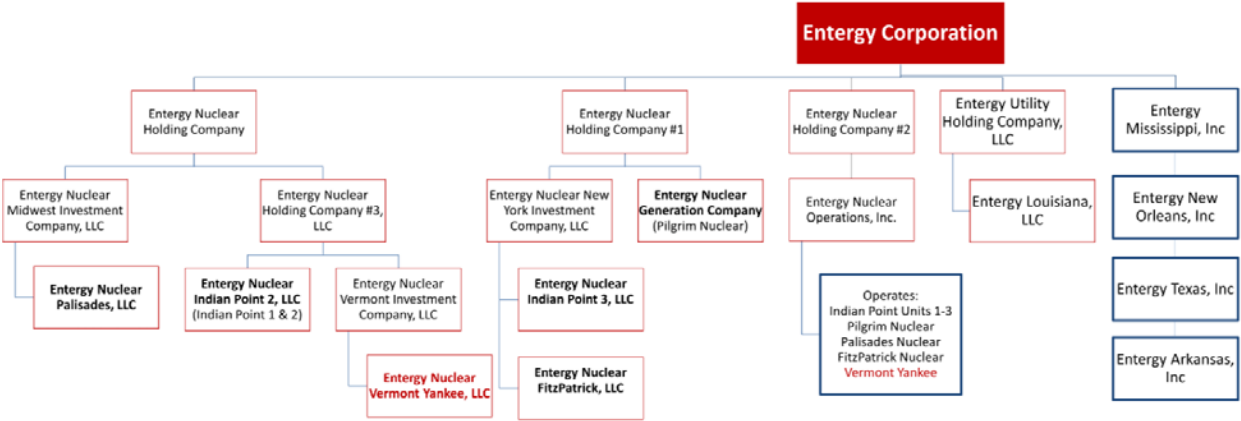 Entergy Corporation
Entergy Nuclear
Holding Company
Entergy Nuclear
Holding Company #1
Entergy Nuclear
Holding Company #2
Entergy Utility
Holding Company,
LLC
Entergy
Mississippi, Inc
Entergy Nuclear
Midwest Investment
Company, LLC
Entergy Nuclear
Holding Company #3,
LLC
Entergy Nuclear New
York Investment
Company, LLC
Entergy Nuclear
Generation Company
(Pilgrim Nuclear)
Entergy Nuclear
Operations, Inc.
Entergy Louisiana,
LLC
Entergy New
Orleans, Inc
Entergy Nuclear
Palisades, LLC
Entergy Nuclear
Indian Point 2, LLC
(Indian Point 1 & 2)
Entergy Nuclear
Vermont Investment
Company, LLC
Entergy Nuclear
Indian Point 3, LLC
Operates:
Indian Point Units 1-3
Pilgrim Nuclear
Palisades Nuclear
FitzPatrick Nuclear
Vermont Yankee
Entergy Texas, Inc
Entergy Nuclear
Vermont Yankee, LLC
Entergy Nuclear
FitzPatrick, LLC
Entergy Arkansas,
Inc